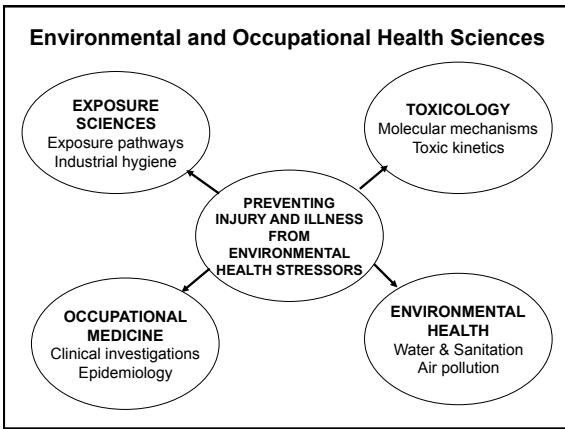 Environmental and Occupational Health Sciences
EXPOSURE
SCIENCES
Exposure pathways
Industrial hygiene
TOXICOLOGY
Molecular mechanisms
Toxic kinetics
PREVENTING
INJURY AND ILLNESS
FROM
ENVIRONMENTAL
HEALTH STRESSORS
OCCUPATIONAL
MEDICINE
Clinical investigations
Epidemiology
ENVIRONMENTAL
HEALTH
Water & Sanitation
Air pollution